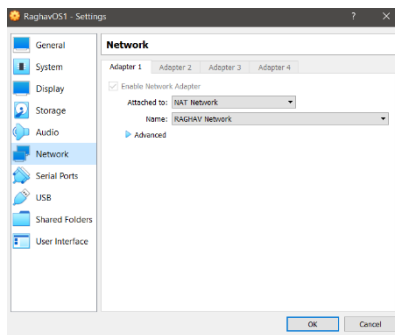 RaghavOS1 - Settings ? ×
General
System
Display
Storage
Audio
Network
Serial Ports
USB
Shared Folders
User Interface
Network
Adapter 1 Adapter 2 Adapter 3 Adapter 4
Enable Network Adapter
Attached to: NAT Network
Name: RAGHAV Network
Advanced
OK Cancel